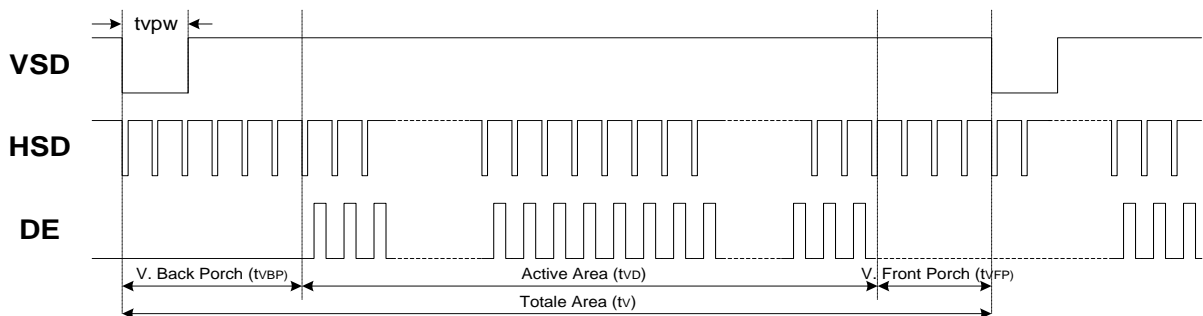 tvpw
VSD
HSD
DE
V. Back Porch (tVBP)
Active Area (tVD)
V. Front Porch (tVFP)
Totale Area (tV)